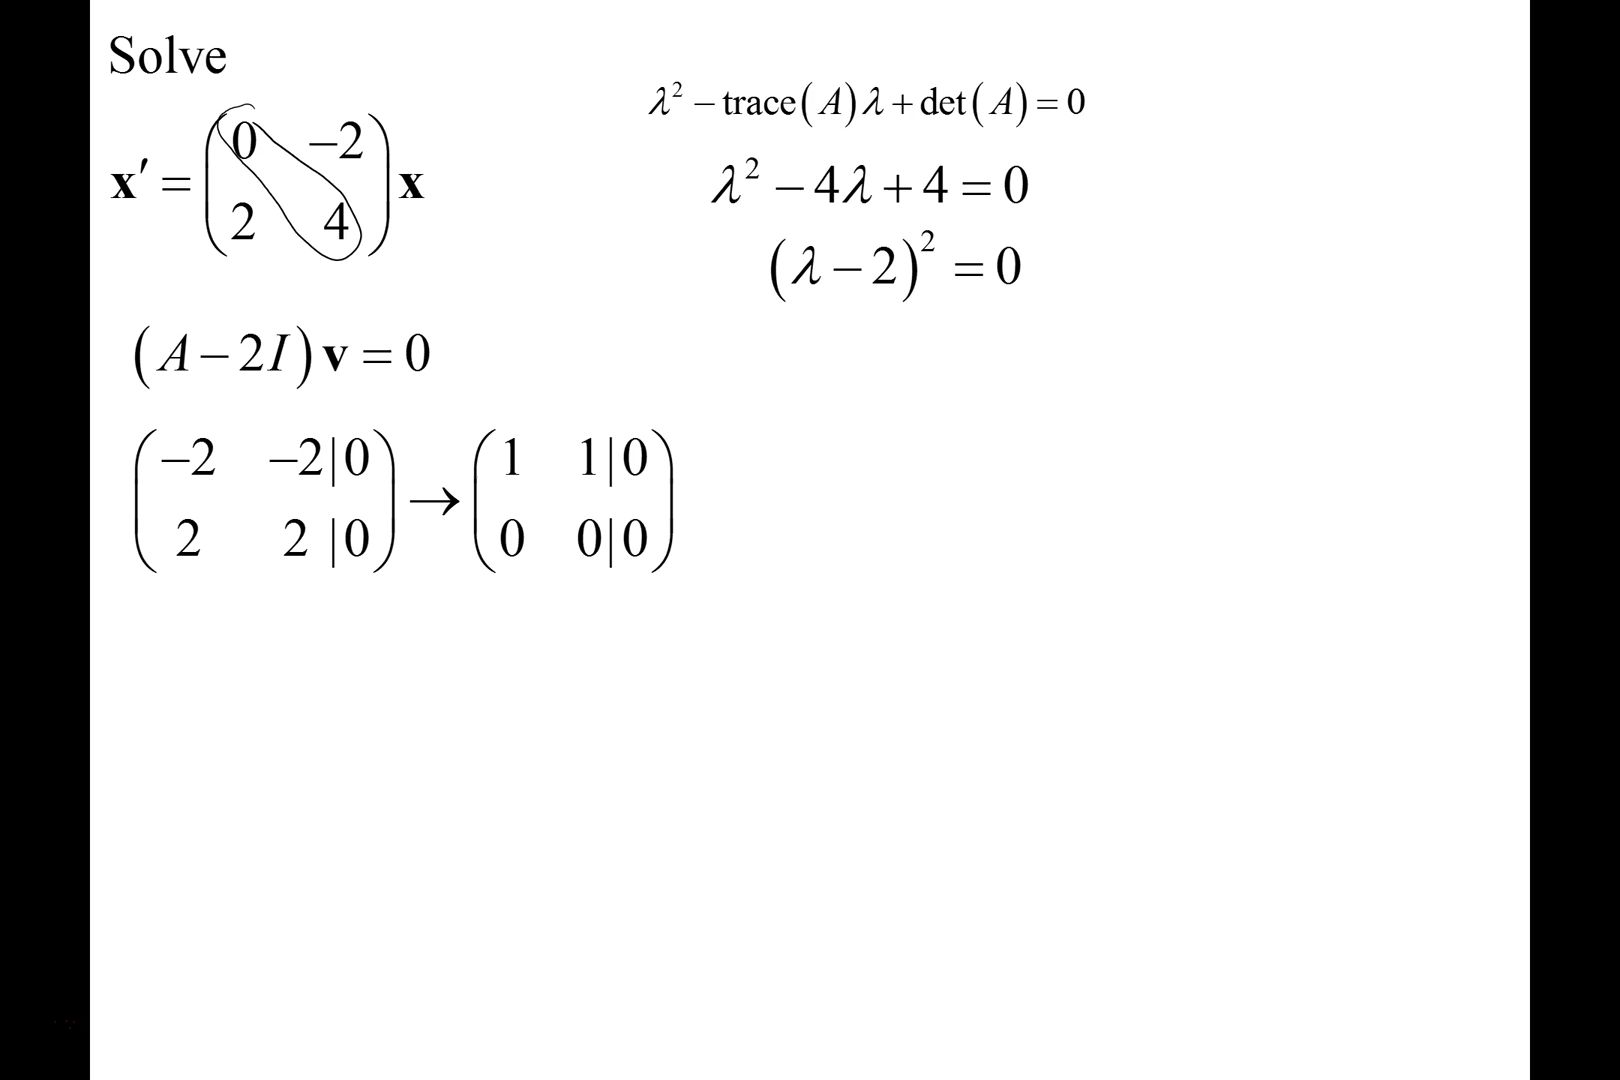 Solve
x′ = (0 −2
2 4) x
λ² − trace(A)λ + det(A) = 0
λ² − 4λ + 4 = 0
(λ − 2)² = 0
(A − 2I)v = 0
(−2 −2|0
2 2 |0) → (1 1|0
0 0|0)